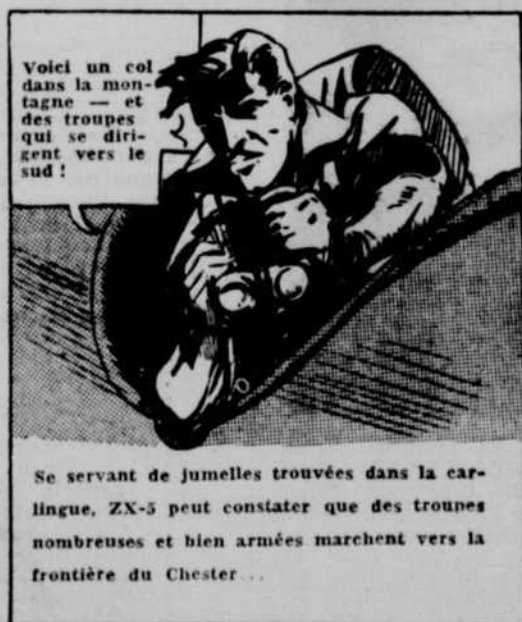 Voici un col
dans la mon-
tagne — et
des troupes
qui se diri-
gent vers le
sud !
Se servant de jumelles trouvées dans la car-
lingue, ZX-5 peut constater que des troupes
nombreuses et bien armées marchent vers la
frontière du Chester...